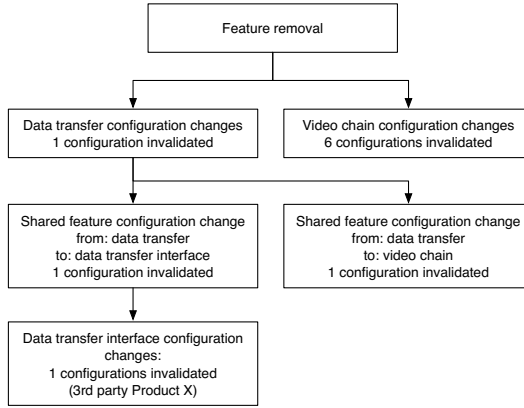 Feature removal
Data transfer configuration changes
1 configuration invalidated
Video chain configuration changes
6 configurations invalidated
Shared feature configuration change
from: data transfer
to: data transfer interface
1 configuration invalidated
Shared feature configuration change
from: data transfer
to: video chain
1 configuration invalidated
Data transfer interface configuration
changes:
1 configurations invalidated
(3rd party Product X)